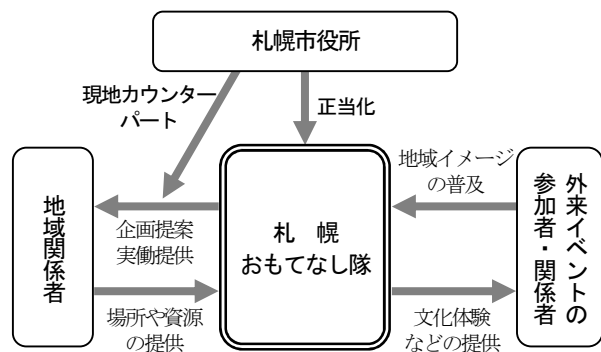 札幌市役所
現地カウンター
パート
正当化
地域イメージ
の普及
地域関係者
企画提案
実働提供
札　幌
おもてなし隊
外来イベントの
参加者・関係者
場所や資源
の提供
文化体験
などの提供